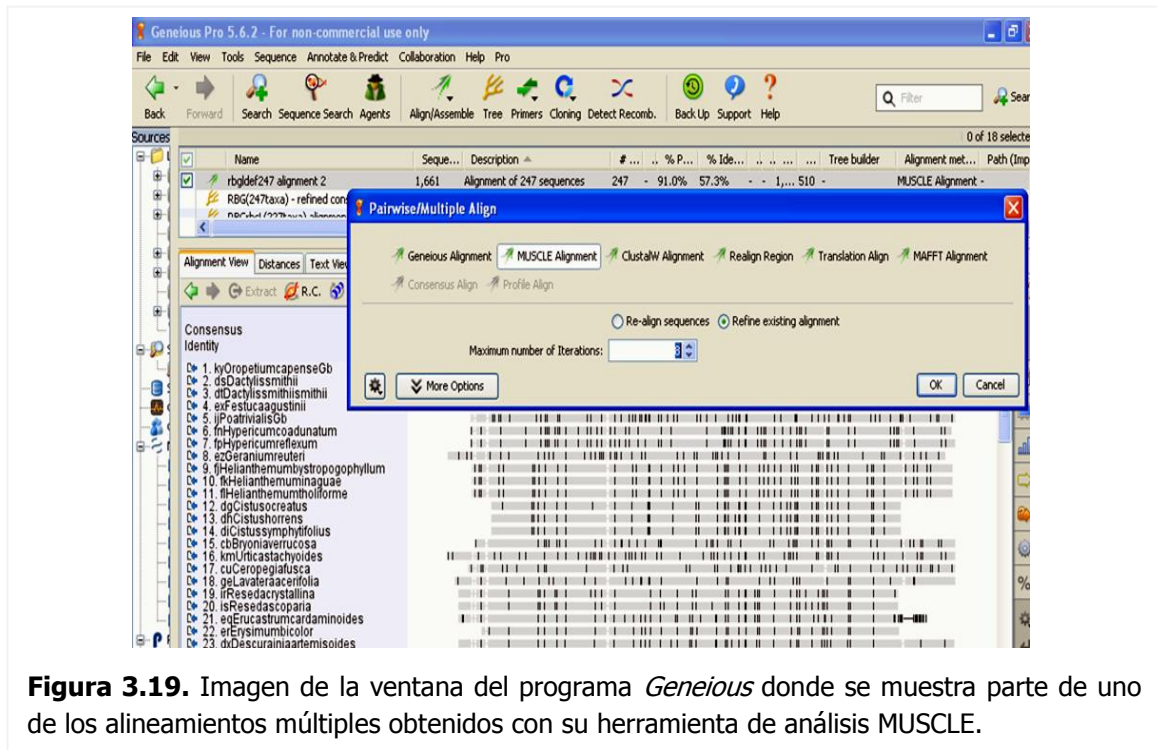 Geneious Pro 5.6.2 - For non-commercial use only
File Edit View Tools Sequence Annotate & Predict Collaboration Help Pro
Back Forward Search Sequence Search Agents Align/Assemble Tree Primers Cloning Detect Recomb. Back Up Support Help Filter Sear
Sources 0 of 18 selecte
Name Seque... Description # ... .. % P... % Ide... .. .. ... ... Tree builder Alignment met... Path (Imp
rbgldef247 alignment 2 1,661 Alignment of 247 sequences 247 - 91.0% 57.3% - - 1,... 510 - MUSCLE Alignment -
RBG(247taxa) - refined cons
Pairwise/Multiple Align
Geneious Alignment MUSCLE Alignment ClustalW Alignment Realign Region Translation Align MAFFT Alignment
Consensus Align Profile Align
Re-align sequences Refine existing alignment
Maximum number of Iterations: 8
More Options OK Cancel
Alignment View Distances Text Vie
Extract R.C.
Consensus
Identity
1. kyOropetiumcapenseGb
2. dsDactylissmithii
3. dtDactylissmithiismithii
4. exFestucaagustinii
5. ijPoatrivialisGb
6. fnHypericumcoadunatum
7. fpHypericumreflexum
8. ezGeraniumreuteri
9. fjHelianthemumbystropogophyllum
10. fkHelianthemuminaguae
11. flHelianthemumtholiforme
12. dgCistusocreatus
13. dhCistushorrens
14. diCistussymphytifolius
15. cbBryoniaverrucosa
16. kmUrticastachyoides
17. cuCeropegiafusca
18. geLavateraacerifolia
19. irResedacrystallina
20. isResedascoparia
21. eqErucastrumcardaminoides
22. erErysimumbicolor
23. dxDescurainiaartemisoides
Figura 3.19. Imagen de la ventana del programa Geneious donde se muestra parte de uno
de los alineamientos múltiples obtenidos con su herramienta de análisis MUSCLE.